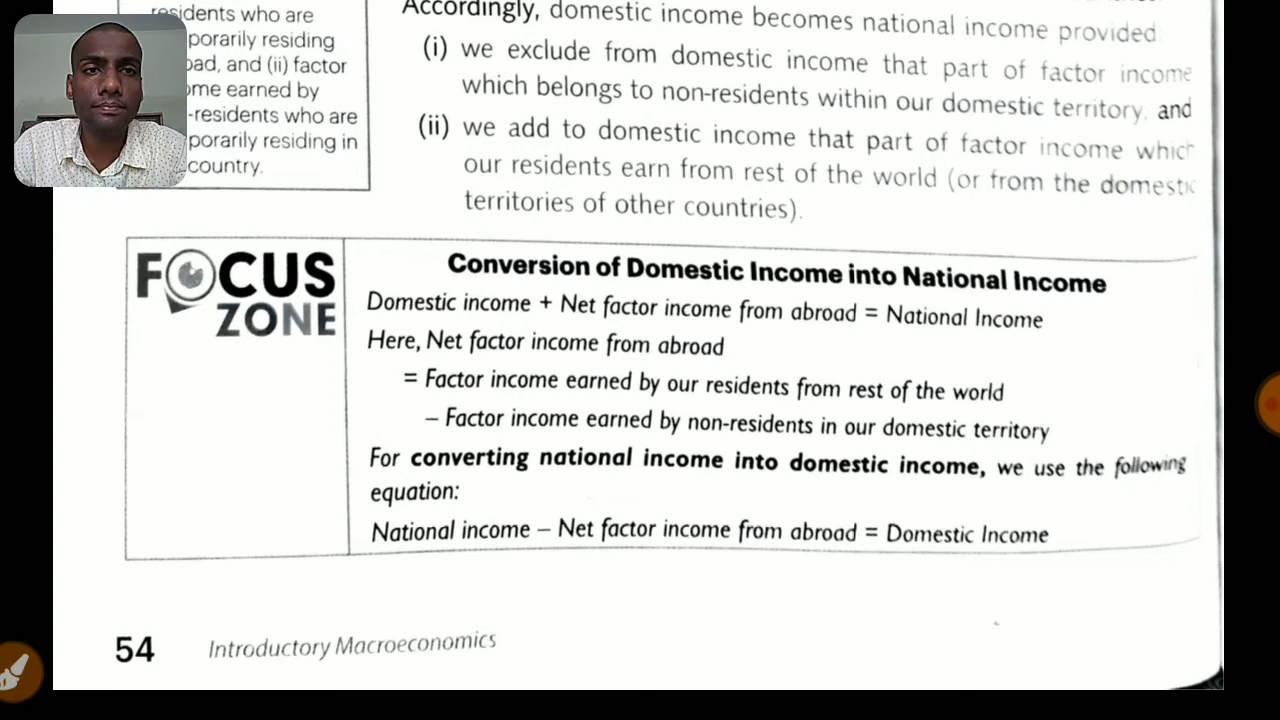 residents who are
porarily residing
oad, and (ii) factor
ome earned by
-residents who are
porarily residing in
country.
Accordingly, domestic income becomes national income provided
(i) we exclude from domestic income that part of factor income
which belongs to non-residents within our domestic territory, and
(ii) we add to domestic income that part of factor income which
our residents earn from rest of the world (or from the domestic
territories of other countries).
FOCUS
ZONE
Conversion of Domestic Income into National Income
Domestic income + Net factor income from abroad = National Income
Here, Net factor income from abroad
= Factor income earned by our residents from rest of the world
– Factor income earned by non-residents in our domestic territory
For converting national income into domestic income, we use the following
equation:
National income – Net factor income from abroad = Domestic Income
54 Introductory Macroeconomics